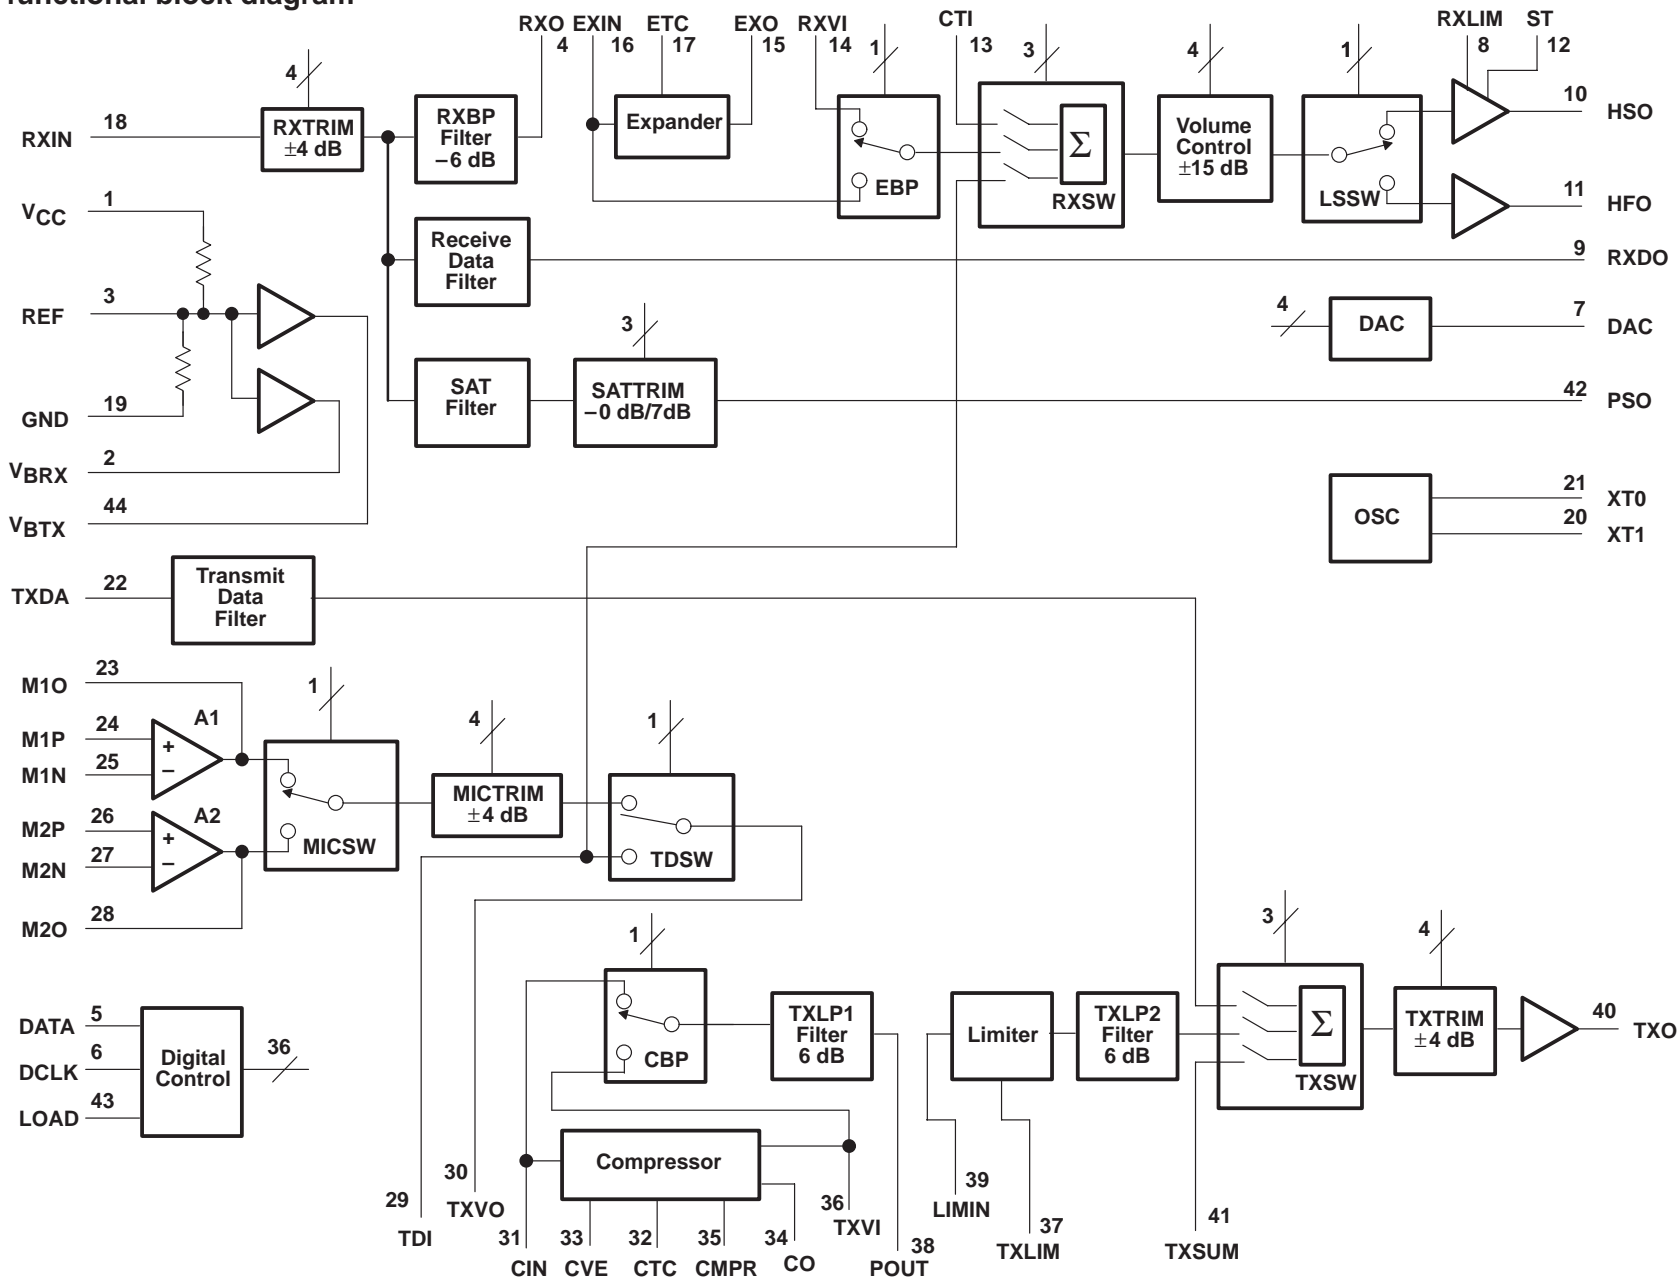 functional block diagram
RXO EXIN ETC EXO RXVI CTI RXLIM ST
4 16 17 15 14 1 13 3 4 1 8 12
4
RXIN 18
RXTRIM
±4 dB
RXBP
Filter
–6 dB
Expander
EBP
Σ
RXSW
Volume
Control
±15 dB
LSSW
10 HSO
11 HFO
VCC 1
Receive
Data
Filter
9 RXDO
REF 3
3
4
DAC
7 DAC
SAT
Filter
SATTRIM
–0 dB/7dB
42 PSO
GND 19
VBRX 2
VBTX 44
OSC
21 XT0
20 XT1
TXDA 22
Transmit
Data
Filter
M1O 23
M1P 24
M1N 25
A1
+
–
M2P 26
M2N 27
A2
+
–
M2O 28
1
MICSW
4
MICTRIM
±4 dB
1
TDSW
1
CBP
TXLP1
Filter
6 dB
Limiter
TXLP2
Filter
6 dB
3
Σ
TXSW
4
TXTRIM
±4 dB
40 TXO
DATA 5
DCLK 6
LOAD 43
Digital
Control
36
Compressor
29
TDI
30
TXVO
31
CIN
33
CVE
32
CTC
35
CMPR
34
CO
36
TXVI
38
POUT
39
LIMIN
37
TXLIM
41
TXSUM